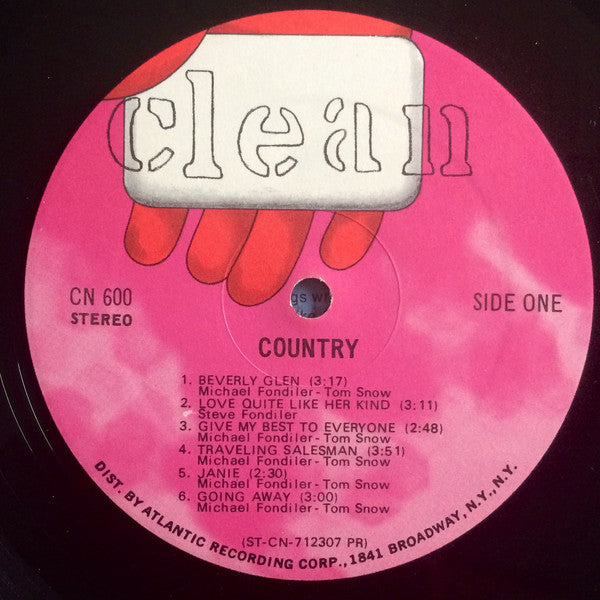 clean
CN 600
STEREO
SIDE ONE
gs wh
ike
COUNTRY
1. BEVERLY GLEN (3:17)
Michael Fondiler - Tom Snow
2. LOVE QUITE LIKE HER KIND (3:11)
Steve Fondiler
3. GIVE MY BEST TO EVERYONE (2:48)
Michael Fondiler - Tom Snow
4. TRAVELING SALESMAN (3:51)
Michael Fondiler - Tom Snow
5. JANIE (2:30)
Michael Fondiler - Tom Snow
6. GOING AWAY (3:00)
Michael Fondiler - Tom Snow
(ST-CN-712307 PR)
DIST. BY ATLANTIC RECORDING CORP., 1841 BROADWAY, N.Y., N.Y.